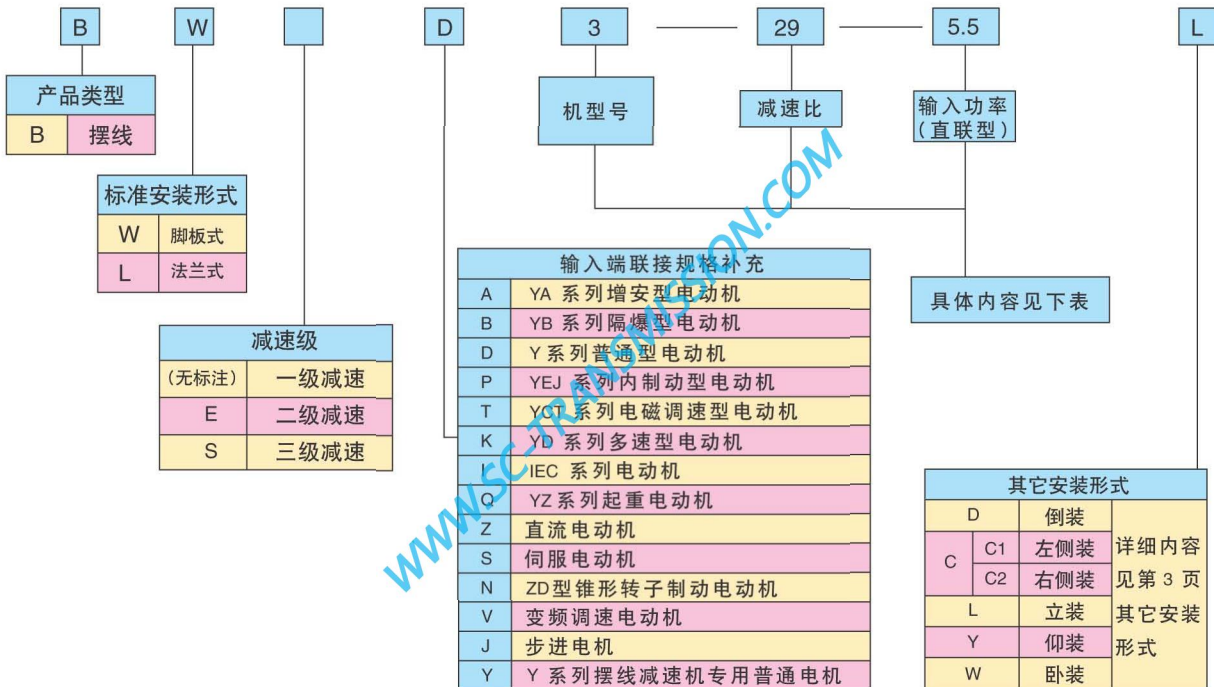 B W D 3 29 5.5 L
产品类型
B 摆线
机型号
减速比
输入功率
(直联型)
标准安装形式
W 脚板式
L 法兰式
减速级
(无标注) 一级减速
E 二级减速
S 三级减速
输入端联接规格补充
A YA 系列增安型电动机
B YB 系列隔爆型电动机
D Y 系列普通型电动机
P YEJ 系列内制动型电动机
T YCT 系列电磁调速型电动机
K YD 系列多速型电动机
I IEC 系列电动机
Q YZ 系列起重电动机
Z 直流电动机
S 伺服电动机
N ZD型锥形转子制动电动机
V 变频调速电动机
J 步进电机
Y Y 系列摆线减速机专用普通电机
具体内容见下表
其它安装形式
D 倒装
C C1 左侧装
C2 右侧装
L 立装
Y 仰装
W 卧装
详细内容
见第 3 页
其它安装
形式
WWW.SC-TRANSMISSION.COM